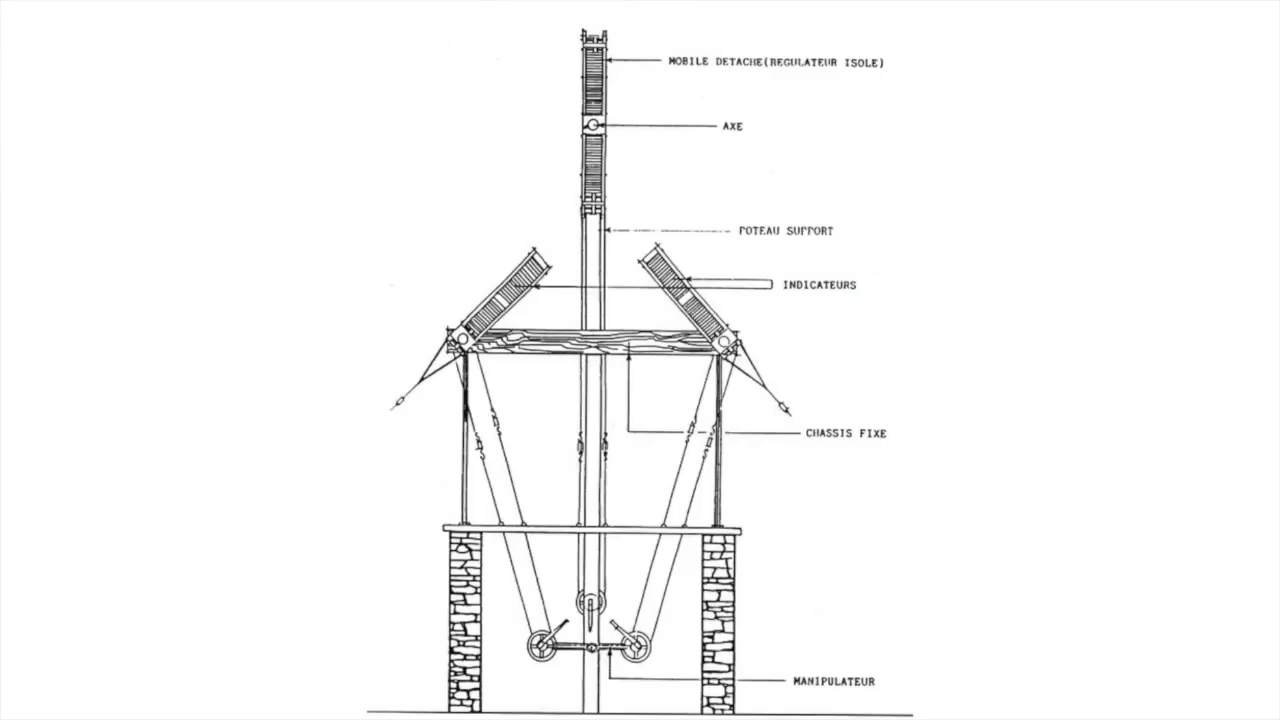 MOBILE DETACHE(REGULATEUR ISOLE)
AXE
POTEAU SUPPORT
INDICATEURS
CHASSIS FIXE
MANIPULATEUR